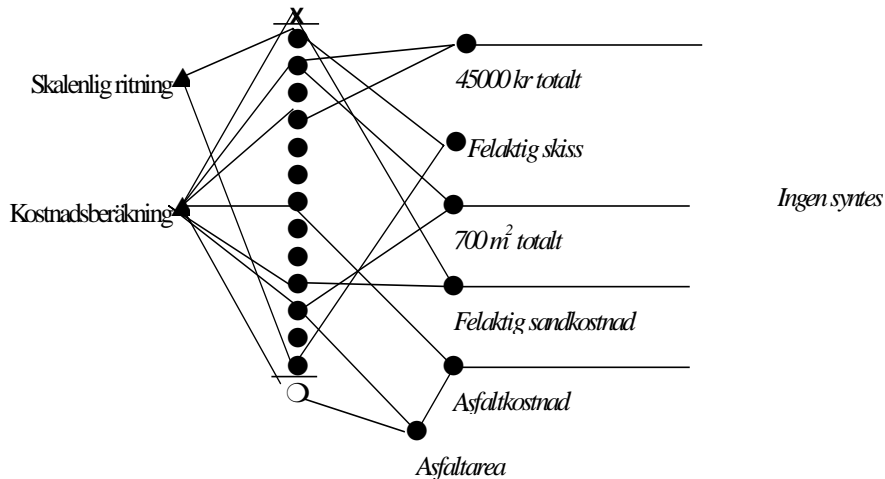 X
45000 kr totalt
Skalenlig ritning
Felaktig skiss
Kostnadsberäkning
Ingen syntes
700 m² totalt
Felaktig sandkostnad
Asfaltkostnad
Asfaltarea